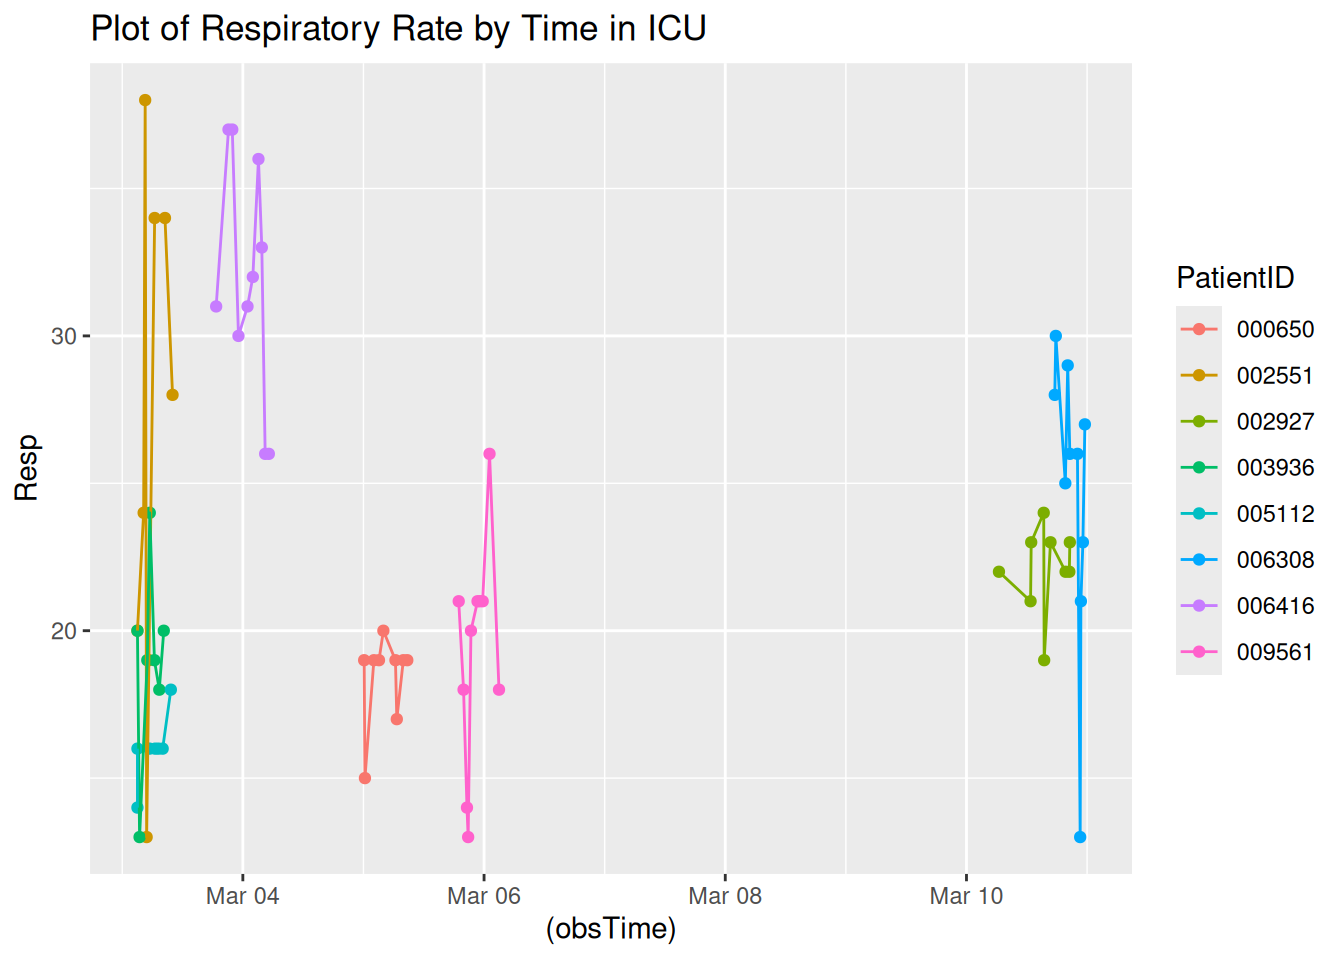 Plot of Respiratory Rate by Time in ICU
30
20
Resp
Mar 04
Mar 06
Mar 08
Mar 10
(obsTime)
PatientID
000650
002551
002927
003936
005112
006308
006416
009561